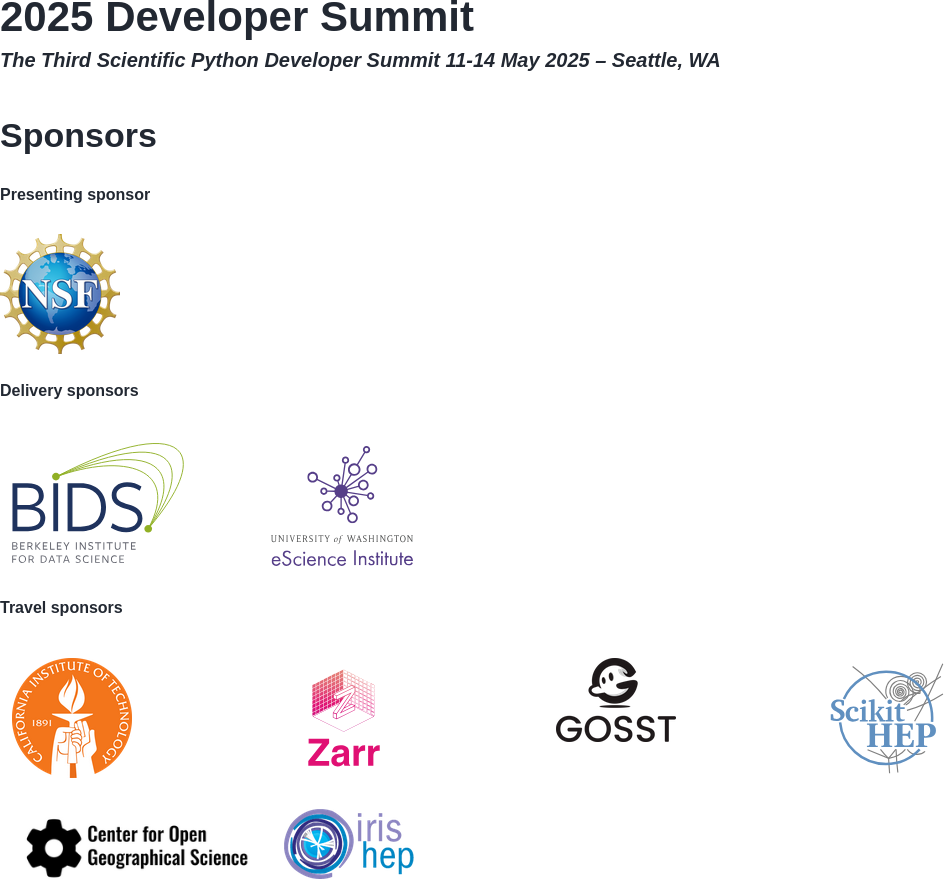 2025 Developer Summit
The Third Scientific Python Developer Summit 11-14 May 2025 – Seattle, WA
Sponsors
Presenting sponsor
NSF
Delivery sponsors
BIDS
BERKELEY INSTITUTE
FOR DATA SCIENCE
UNIVERSITY of WASHINGTON
eScience Institute
Travel sponsors
CALIFORNIA INSTITUTE OF TECHNOLOGY
1891
Zarr
GOSST
Scikit
HEP
Center for Open
Geographical Science
iris
hep